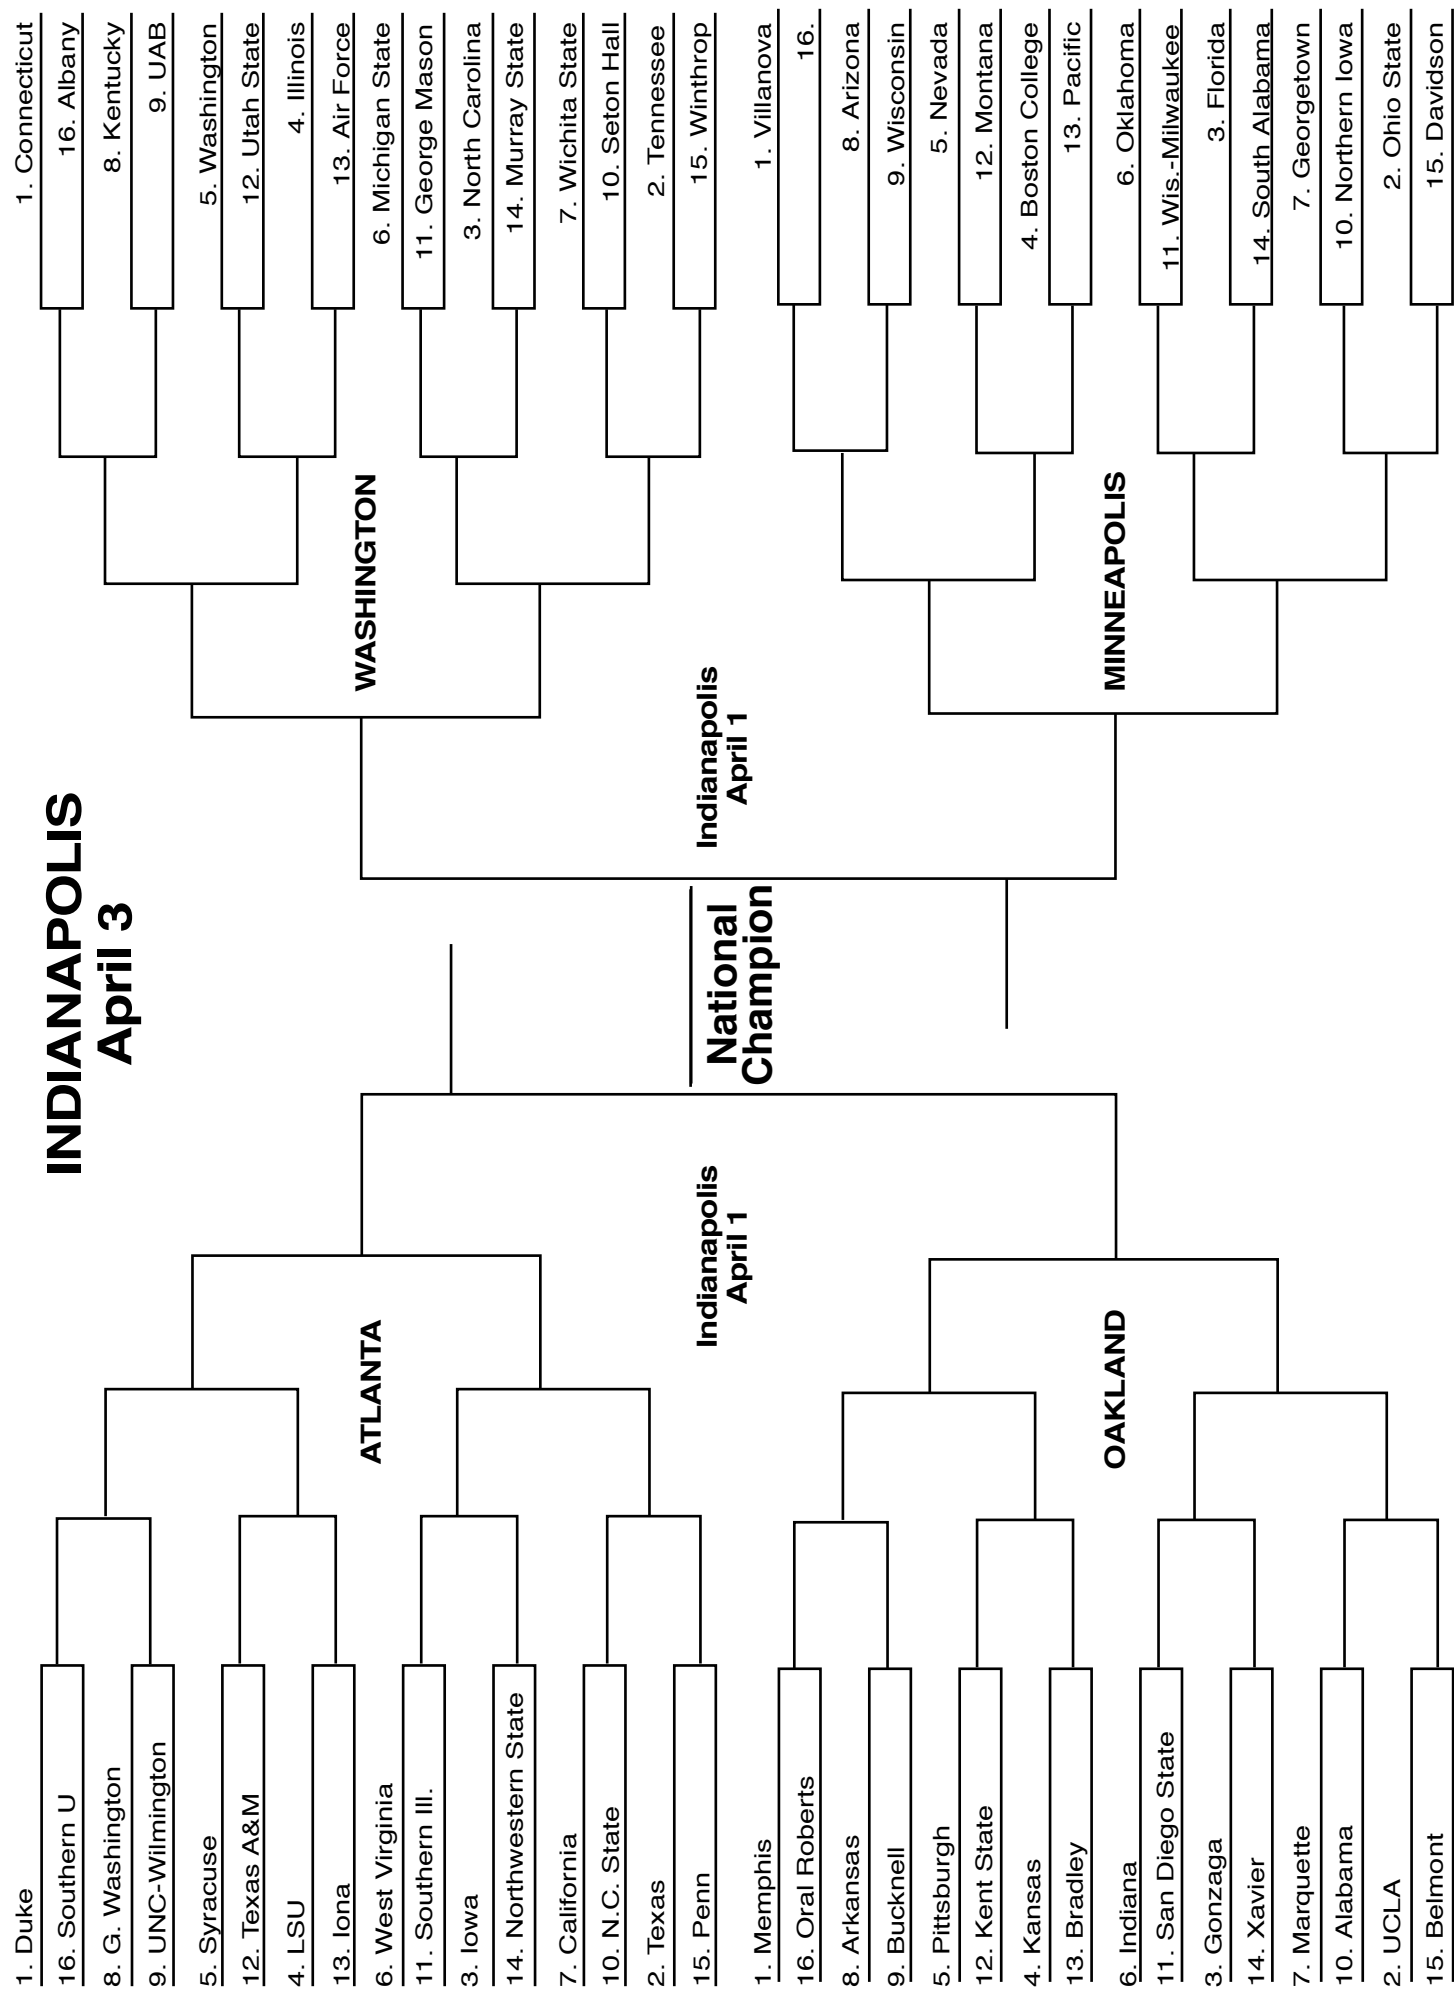 INDIANAPOLIS
April 3
1. Duke
16. Southern U
8. G. Washington
9. UNC-Wilmington
5. Syracuse
12. Texas A&M
4. LSU
13. Iona
6. West Virginia
11. Southern Ill.
3. Iowa
14. Northwestern State
7. California
10. N.C. State
2. Texas
15. Penn
ATLANTA
1. Memphis
16. Oral Roberts
8. Arkansas
9. Bucknell
5. Pittsburgh
12. Kent State
4. Kansas
13. Bradley
6. Indiana
11. San Diego State
3. Gonzaga
14. Xavier
7. Marquette
10. Alabama
2. UCLA
15. Belmont
OAKLAND
Indianapolis
April 1
National
Champion
Indianapolis
April 1
1. Connecticut
16. Albany
8. Kentucky
9. UAB
5. Washington
12. Utah State
4. Illinois
13. Air Force
6. Michigan State
11. George Mason
3. North Carolina
14. Murray State
7. Wichita State
10. Seton Hall
2. Tennessee
15. Winthrop
WASHINGTON
1. Villanova
16.
8. Arizona
9. Wisconsin
5. Nevada
12. Montana
4. Boston College
13. Pacific
6. Oklahoma
11. Wis.-Milwaukee
3. Florida
14. South Alabama
7. Georgetown
10. Northern Iowa
2. Ohio State
15. Davidson
MINNEAPOLIS